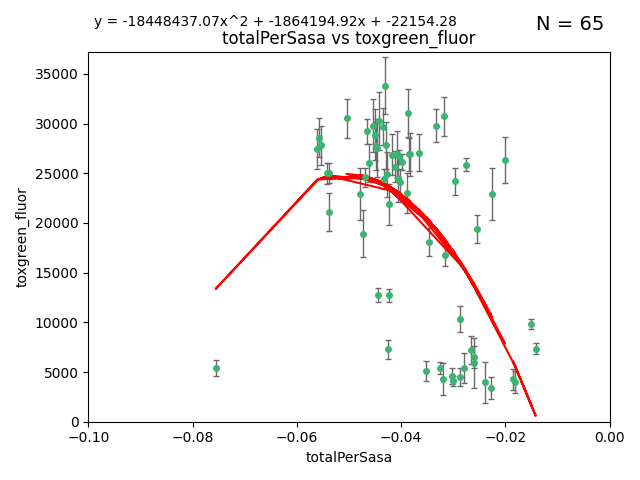 y = -18448437.07x^2 + -1864194.92x + -22154.28
N = 65
totalPerSasa vs toxgreen_fluor
toxgreen_fluor
35000
30000
25000
20000
15000
10000
5000
0
−0.10
−0.08
−0.06
−0.04
−0.02
0.00
totalPerSasa